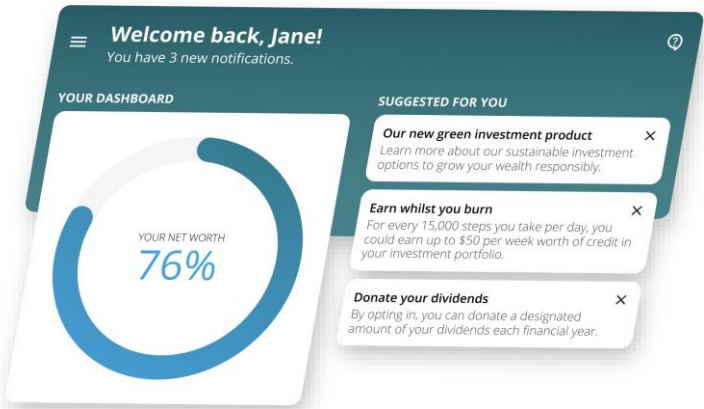 Welcome back, Jane!
You have 3 new notifications.
YOUR DASHBOARD
YOUR NET WORTH
76%
SUGGESTED FOR YOU
Our new green investment product
Learn more about our sustainable investment
options to grow your wealth responsibly.
Earn whilst you burn
For every 15,000 steps you take per day, you
could earn up to $50 per week worth of credit in
your investment portfolio.
Donate your dividends
By opting in, you can donate a designated
amount of your dividends each financial year.